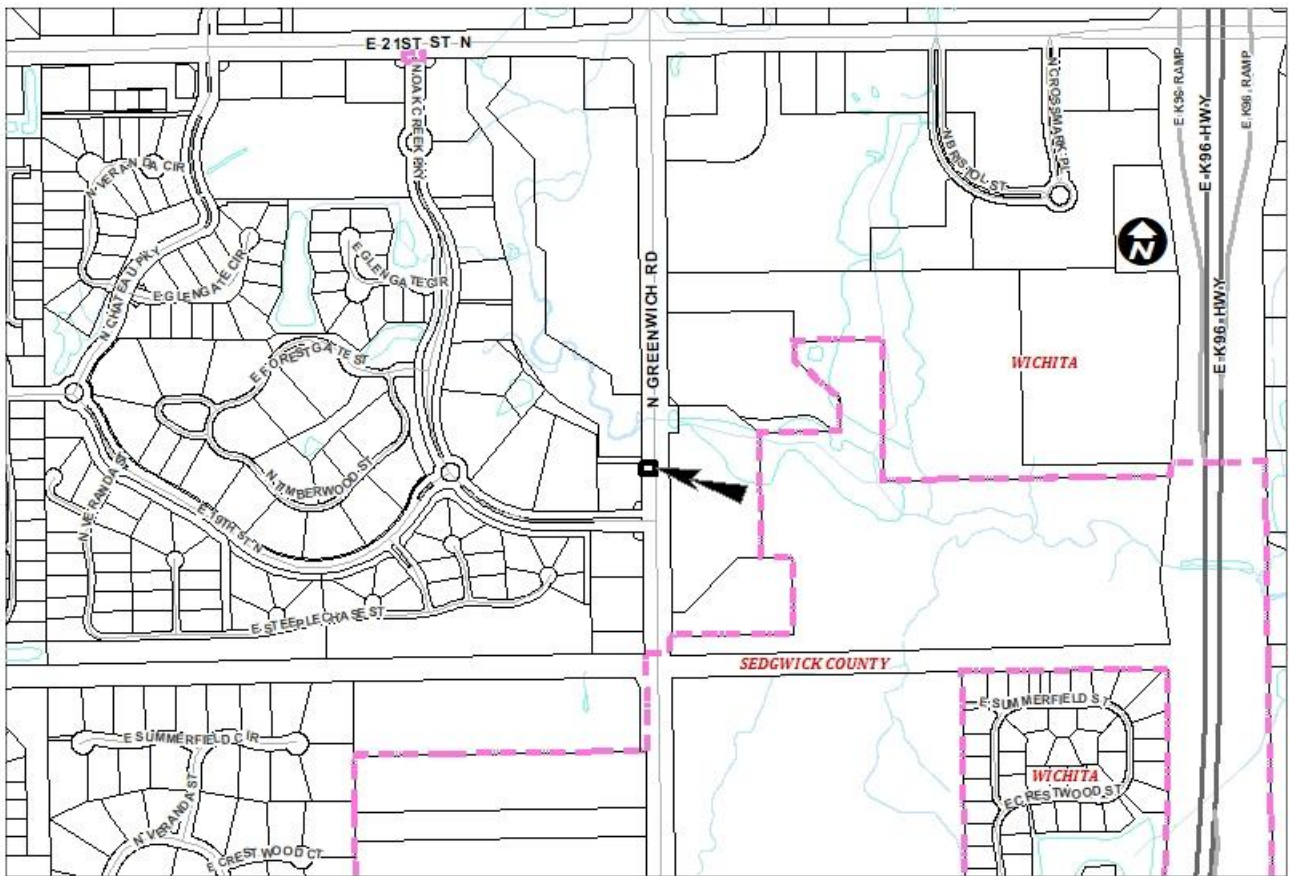 E 21ST ST N
N OAK CREEK PKY
N CROSSMARK PL
E K96 RAMP
E K96 RAMP
E K96 HWY
N BRISTOL ST
N VERANDA CIR
E GLENGATE CIR
N GREENWICH RD
N
E GLENGATE CIR
N CHATEAU PKY
E K96 HWY
E FORESTGATE ST
WICHITA
N TIMBERWOOD ST
N VERANDA ST
E 19TH ST N
E STEEPLECHASE ST
SEDGWICK COUNTY
E SUMMERFIELD ST
E SUMMERFIELD CIR
WICHITA
E CRESTWOOD ST
N VERANDA ST
E CRESTWOOD CT